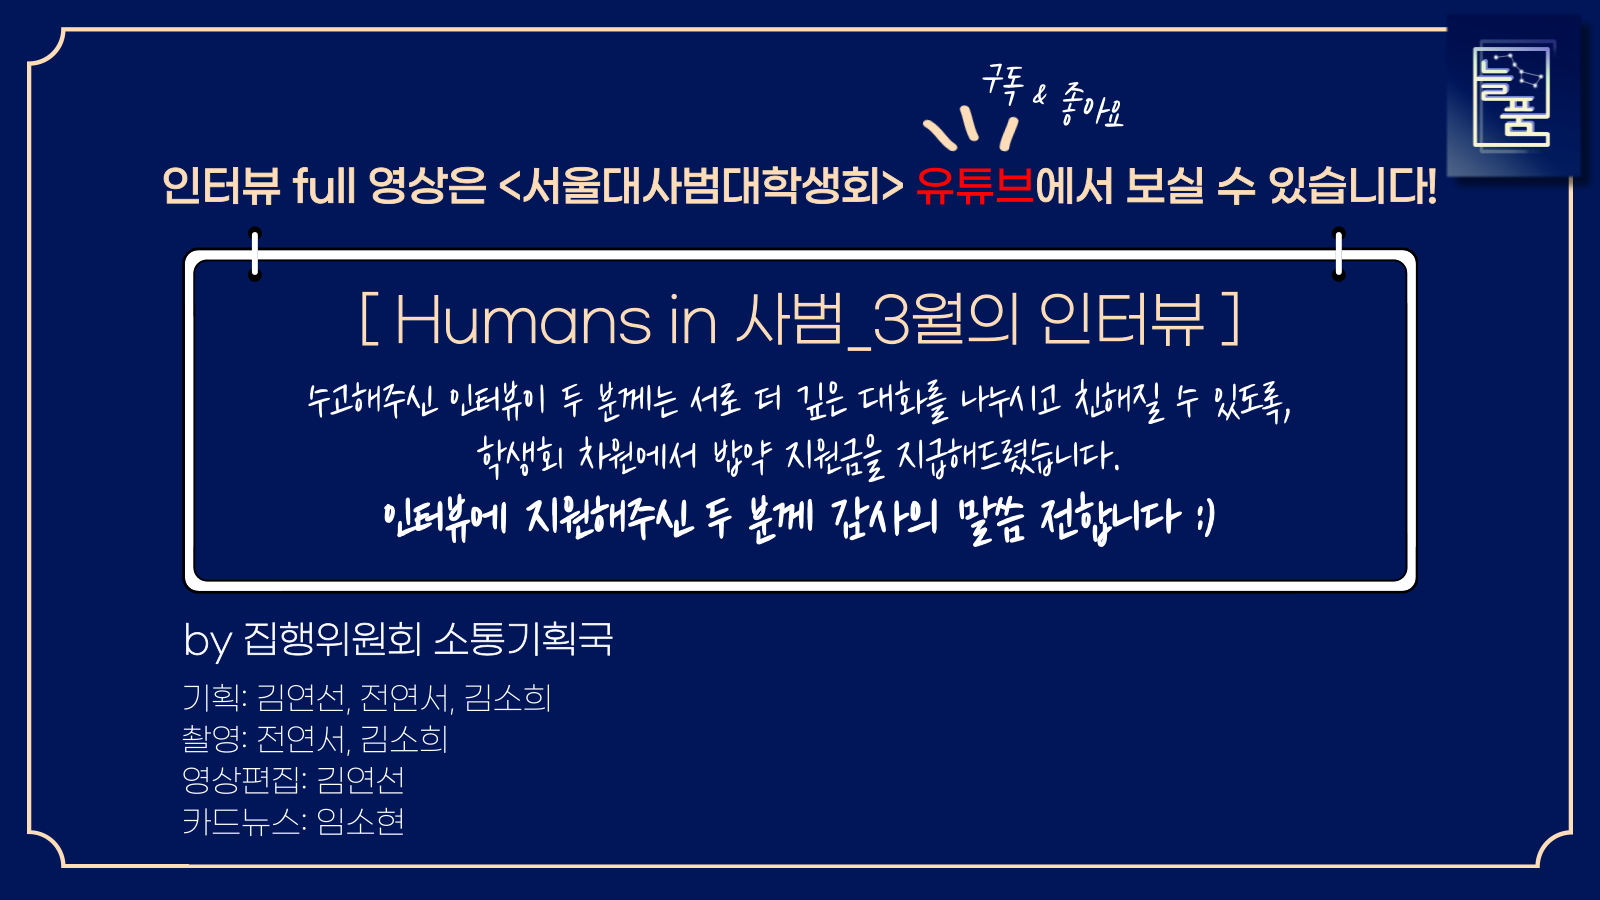 구독 & 좋아요
늘품
인터뷰 full 영상은 <서울대사범대학생회> 유튜브에서 보실 수 있습니다!
[ Humans in 사범_3월의 인터뷰 ]
수고해주신 인터뷰이 두 분께는 서로 더 깊은 대화를 나누시고 친해질 수 있도록,
학생회 차원에서 밥약 지원금을 지급해드렸습니다.
인터뷰에 지원해주신 두 분께 감사의 말씀 전합니다 :)
by 집행위원회 소통기획국
기획: 김연선, 전연서, 김소희
촬영: 전연서, 김소희
영상편집: 김연선
카드뉴스: 임소현